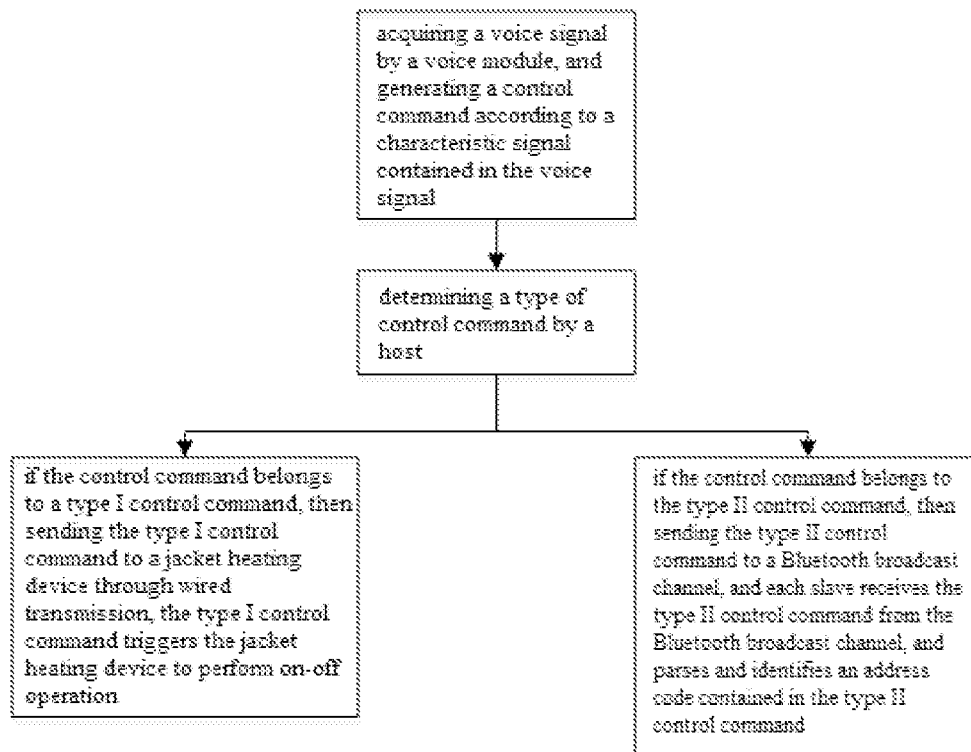 acquiring a voice signal
by a voice module, and
generating a control
command according to a
characteristic signal
contained in the voice
signal
determining a type of
control command by a
host
if the control command belongs
to a type I control command, then
sending the type I control
command to a jacket heating
device through wired
transmission, the type I control
command triggers the jacket
heating device to perform on-off
operation
if the control command belongs to
the type II control command, then
sending the type II control
command to a Bluetooth broadcast
channel, and each slave receives the
type II control command from the
Bluetooth broadcast channel, and
parses and identifies an address
code contained in the type II
control command